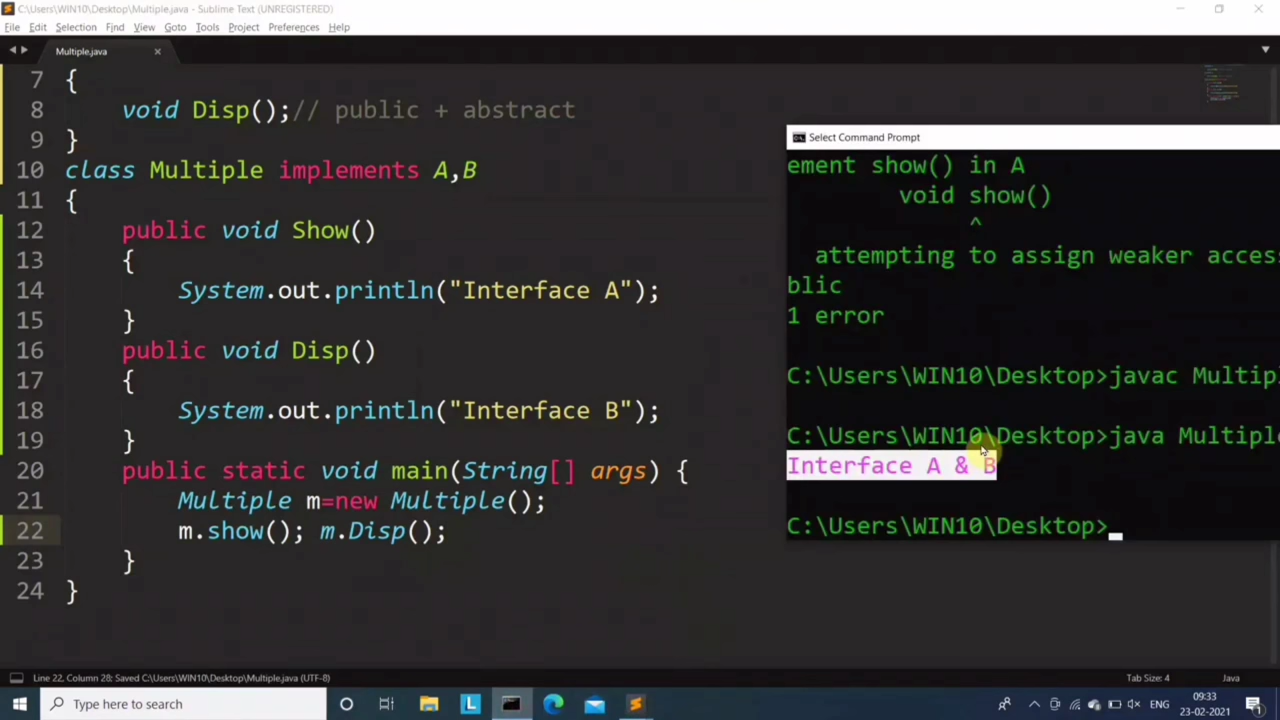 C:\Users\WIN10\Desktop\Multiple.java - Sublime Text (UNREGISTERED)
File Edit Selection Find View Goto Tools Project Preferences Help
Multiple.java
7 {
8 void Disp();// public + abstract
9 }
10 class Multiple implements A,B
11 {
12 public void Show()
13 {
14 System.out.println("Interface A");
15 }
16 public void Disp()
17 {
18 System.out.println("Interface B");
19 }
20 public static void main(String[] args) {
21 Multiple m=new Multiple();
22 m.show(); m.Disp();
23 }
24 }
Select Command Prompt
ement show() in A
void show()
^
attempting to assign weaker acces
blic
1 error
C:\Users\WIN10\Desktop>javac Multip
C:\Users\WIN10\Desktop>java Multiple
Interface A & B
C:\Users\WIN10\Desktop>
Line 22, Column 28: Saved C:\Users\WIN10\Desktop\Multiple.java (UTF-8)
Tab Size: 4
Java
Type here to search
L
ENG
09:33
23-02-2021
1